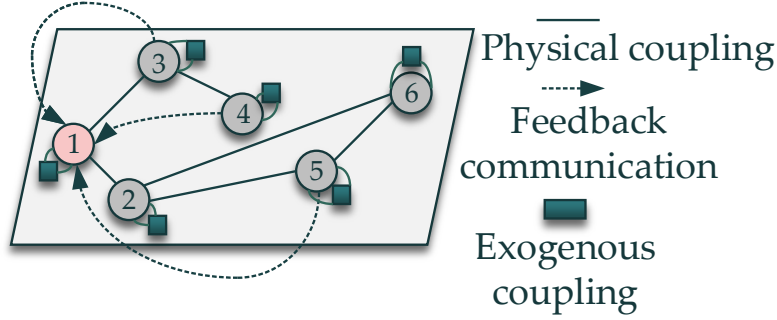 3
4
1
2
5
6
Physical coupling
Feedback
communication
Exogenous
coupling